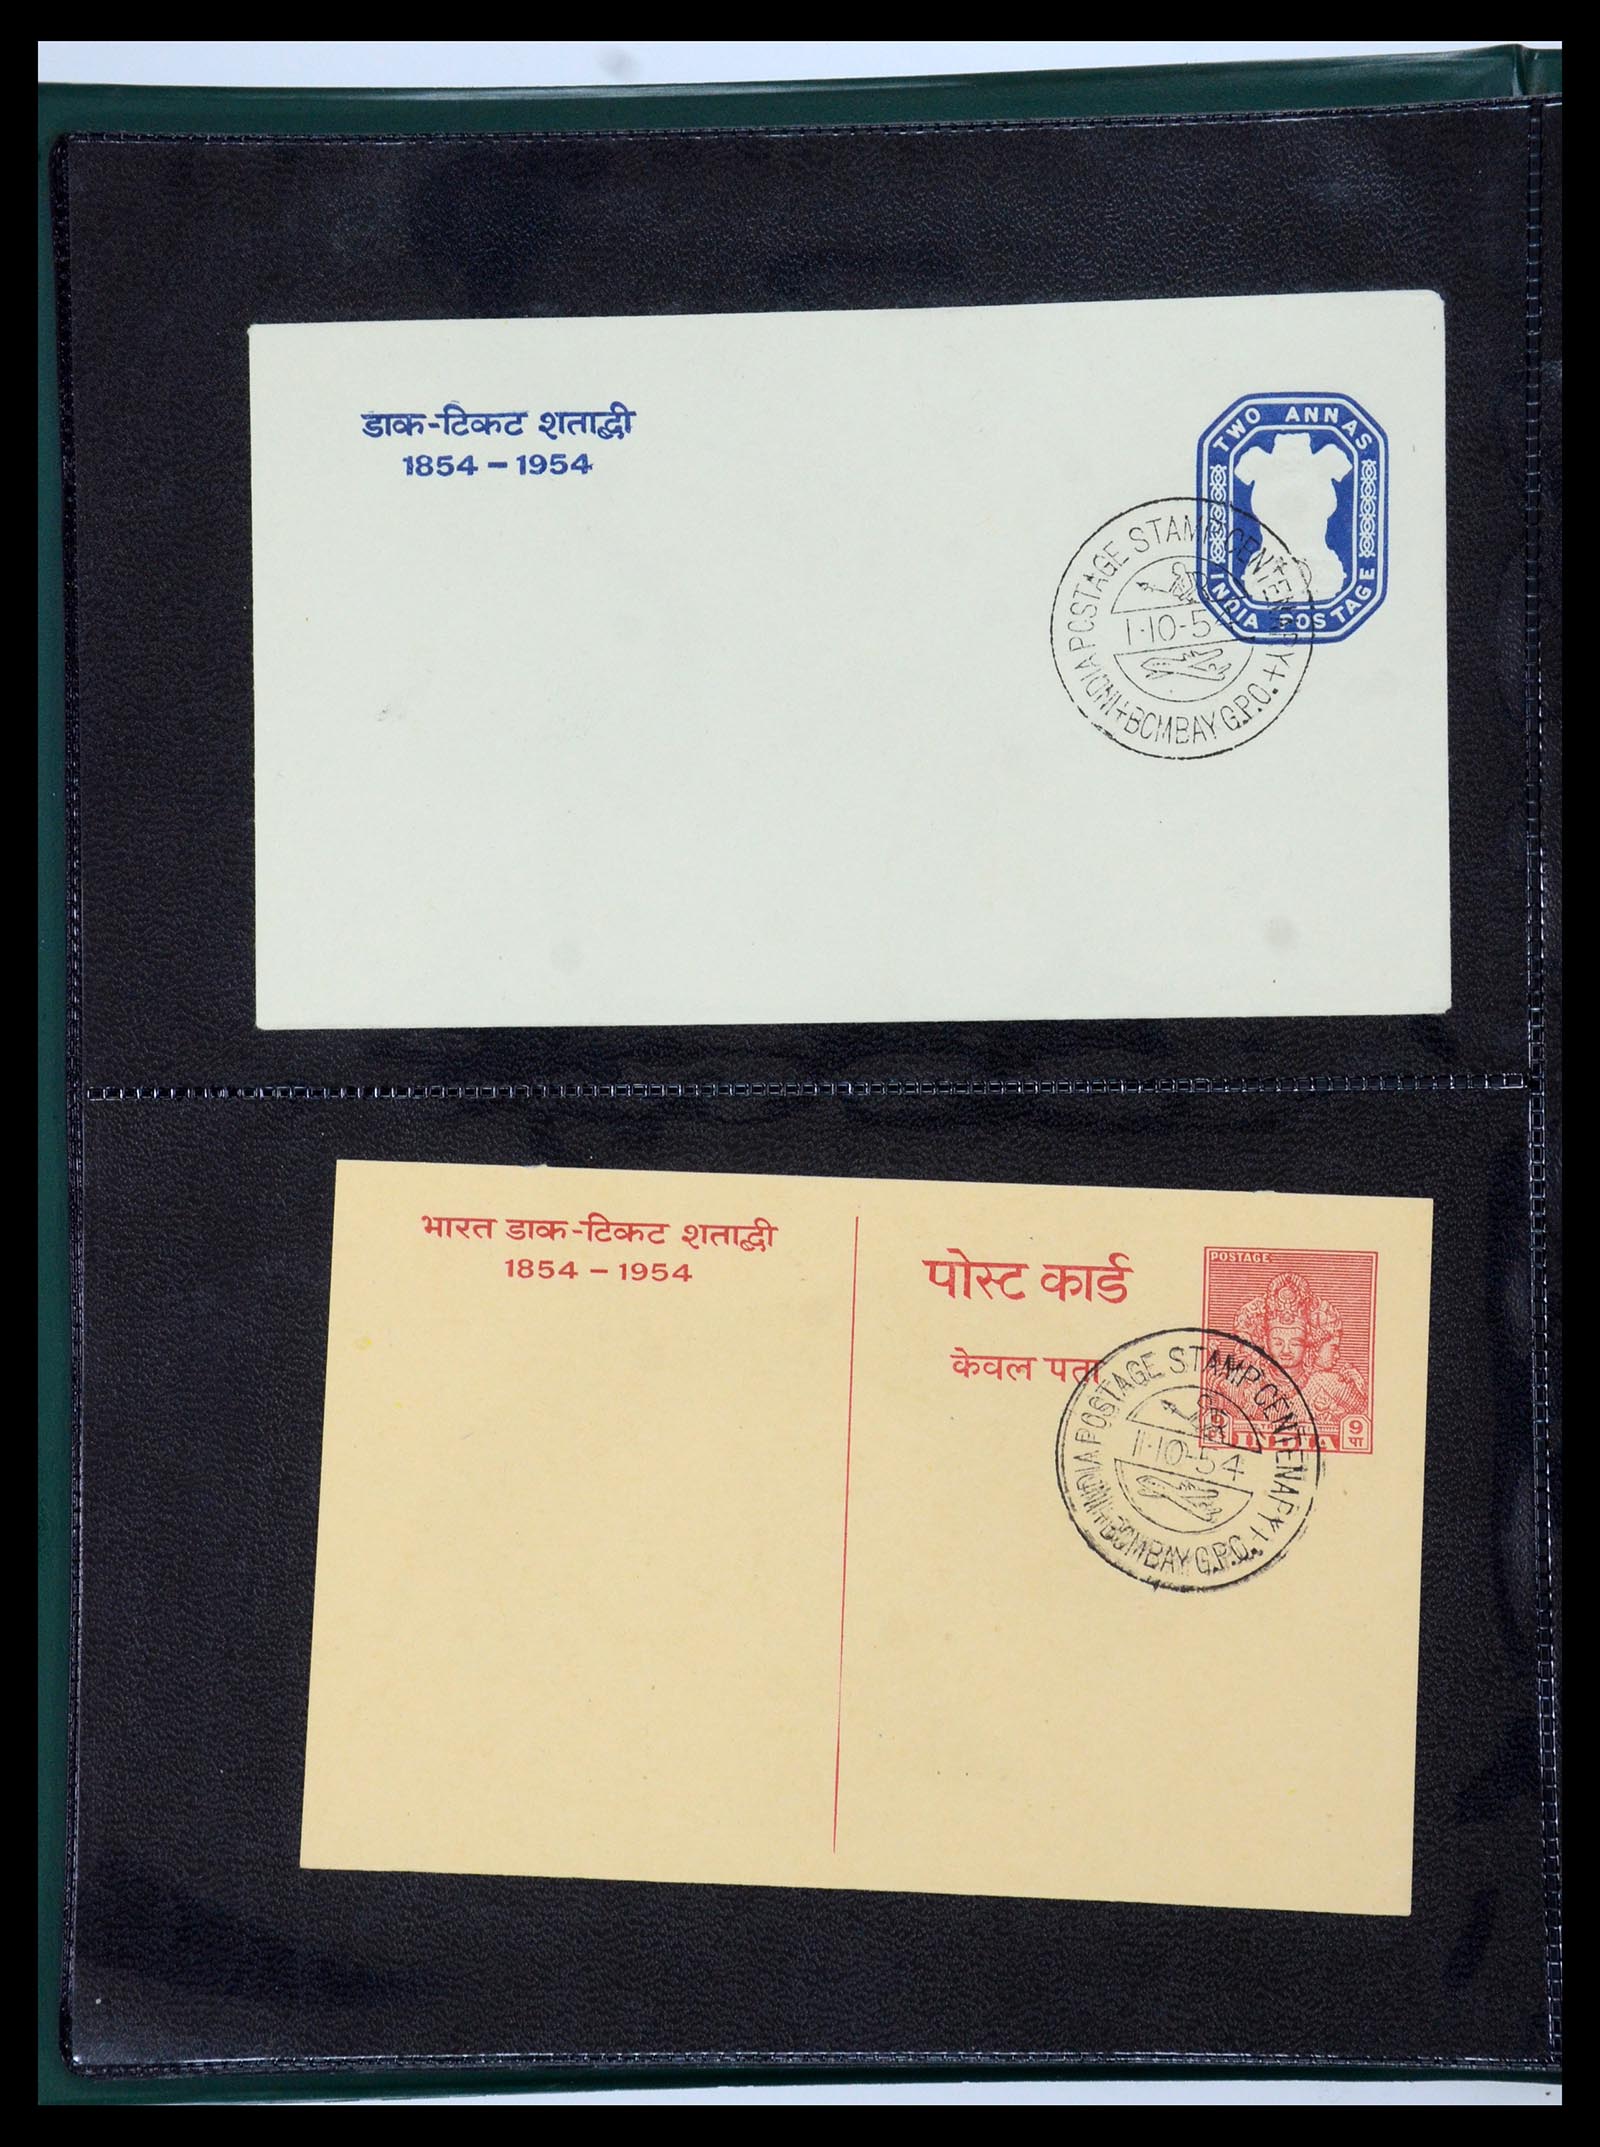 डाक-टिकट शताब्दी
1854 – 1954
TWO ANNAS
INDIA POSTAGE
INDIA POSTAGE STAMP CENTENARY
1·10-5
BOMBAY G.P.O.
भारत डाक-टिकट शताब्दी
1854 – 1954
पोस्ट कार्ड
केवल पता
POSTAGE
9
पा
INDIA
INDIA POSTAGE STAMP CENTENARY
1·10-54
BOMBAY G.P.O.